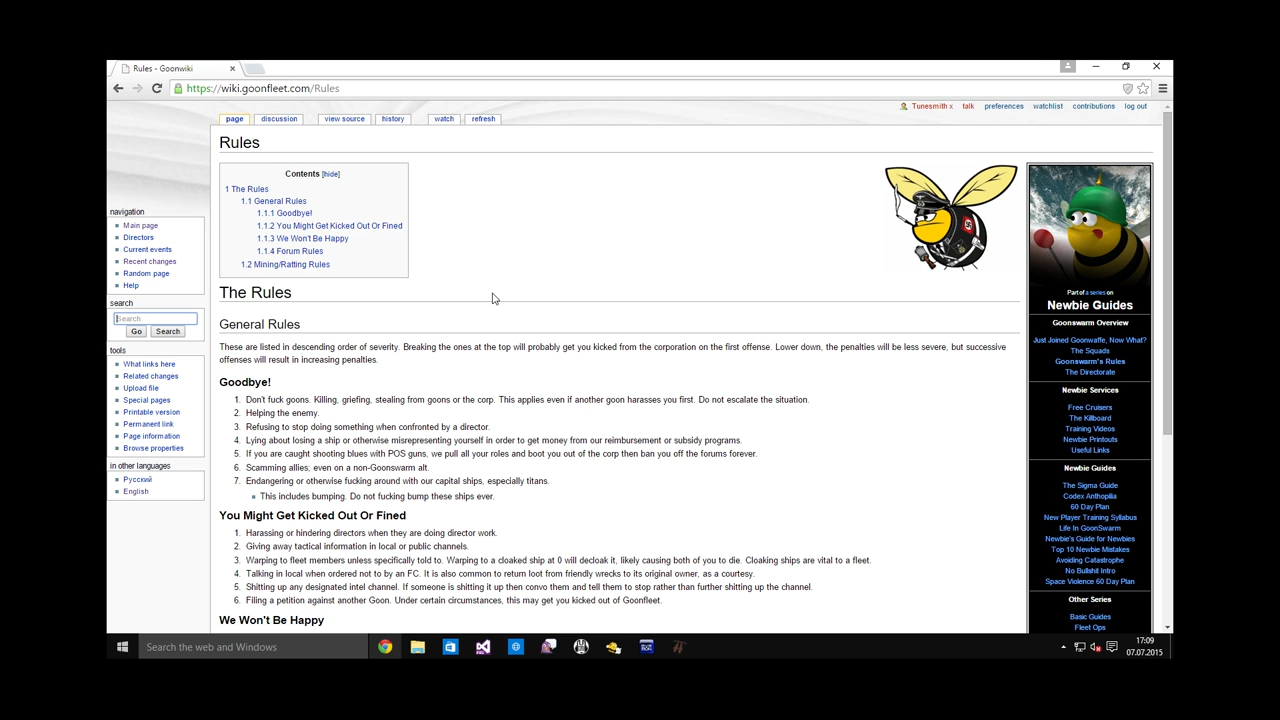 Rules - Goonwiki
https://wiki.goonfleet.com/Rules
Tunesmith x talk preferences watchlist contributions log out
page discussion view source history watch refresh
Rules
Contents [hide]
1 The Rules
1.1 General Rules
1.1.1 Goodbye!
1.1.2 You Might Get Kicked Out Or Fined
1.1.3 We Won't Be Happy
1.1.4 Forum Rules
1.2 Mining/Ratting Rules
navigation
Main page
Directors
Current events
Recent changes
Random page
Help
search
Search
Go Search
tools
What links here
Related changes
Upload file
Special pages
Printable version
Permanent link
Page information
Browse properties
in other languages
Русский
English
The Rules
General Rules
These are listed in descending order of severity. Breaking the ones at the top will probably get you kicked from the corporation on the first offense. Lower down, the penalties will be less severe, but successive
offenses will result in increasing penalties.
Goodbye!
1. Don't fuck goons. Killing, griefing, stealing from goons or the corp. This applies even if another goon harasses you first. Do not escalate the situation.
2. Helping the enemy.
3. Refusing to stop doing something when confronted by a director.
4. Lying about losing a ship or otherwise misrepresenting yourself in order to get money from our reimbursement or subsidy programs.
5. If you are caught shooting blues with POS guns, we pull all your roles and boot you out of the corp then ban you off the forums forever.
6. Scamming allies; even on a non-Goonswarm alt.
7. Endangering or otherwise fucking around with our capital ships, especially titans.
This includes bumping. Do not fucking bump these ships ever.
You Might Get Kicked Out Or Fined
1. Harassing or hindering directors when they are doing director work.
2. Giving away tactical information in local or public channels.
3. Warping to fleet members unless specifically told to. Warping to a cloaked ship at 0 will decloak it, likely causing both of you to die. Cloaking ships are vital to a fleet.
4. Talking in local when ordered not to by an FC. It is also common to return loot from friendly wrecks to its original owner, as a courtesy.
5. Shitting up any designated intel channel. If someone is shitting it up then convo them and tell them to stop rather than further shitting up the channel.
6. Filing a petition against another Goon. Under certain circumstances, this may get you kicked out of Goonfleet.
We Won't Be Happy
Part of a series on
Newbie Guides
Goonswarm Overview
Just Joined Goonwaffe, Now What?
The Squads
Goonswarm's Rules
The Directorate
Newbie Services
Free Cruisers
The Killboard
Training Videos
Newbie Printouts
Useful Links
Newbie Guides
The Sigma Guide
Codex Anthopilia
60 Day Plan
New Player Training Syllabus
Life In GoonSwarm
Newbie's Guide for Newbies
Top 10 Newbie Mistakes
Avoiding Catastrophe
No Bullshit Intro
Space Violence 60 Day Plan
Other Series
Basic Guides
Fleet Ops
Search the web and Windows
17:09
07.07.2015